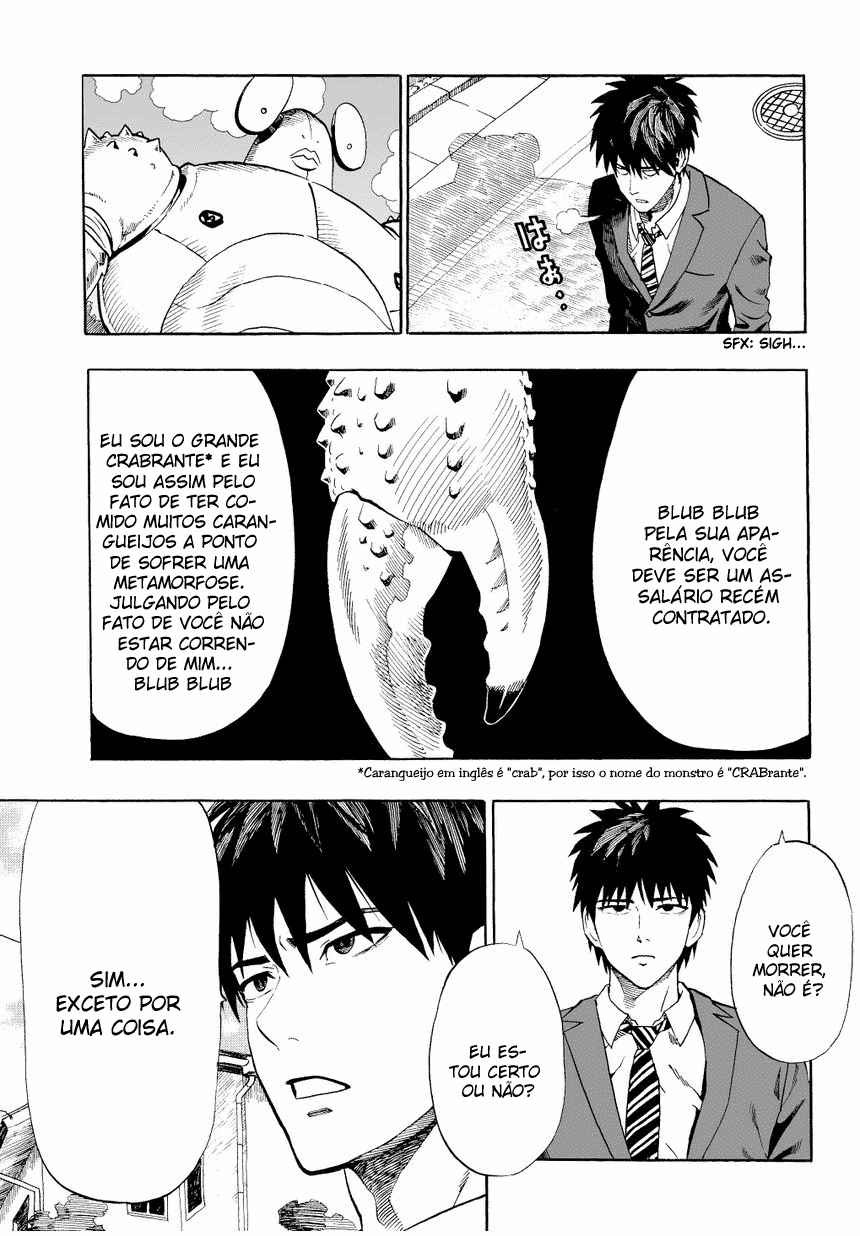 はぁ..
SFX: SIGH...
BLUB BLUB
PELA SUA APA-
RÊNCIA, VOCÊ
DEVE SER UM AS-
SALÁRIO RECÉM
CONTRATADO.
EU SOU O GRANDE
CRABRANTE* E EU
SOU ASSIM PELO
FATO DE TER CO-
MIDO MUITOS CARAN-
GUEIJOS A PONTO
DE SOFRER UMA
METAMORFOSE.
JULGANDO PELO
FATO DE VOCÊ NÃO
ESTAR CORREN-
DO DE MIM...
BLUB BLUB
*Caranqueijo em inglês é "crab", por isso o nome do monstro é "CRABrante".
VOCÊ
QUER
MORRER,
NÃO É?
EU ES-
TOU CERTO
OU NÃO?
SIM...
EXCETO POR
UMA COISA.